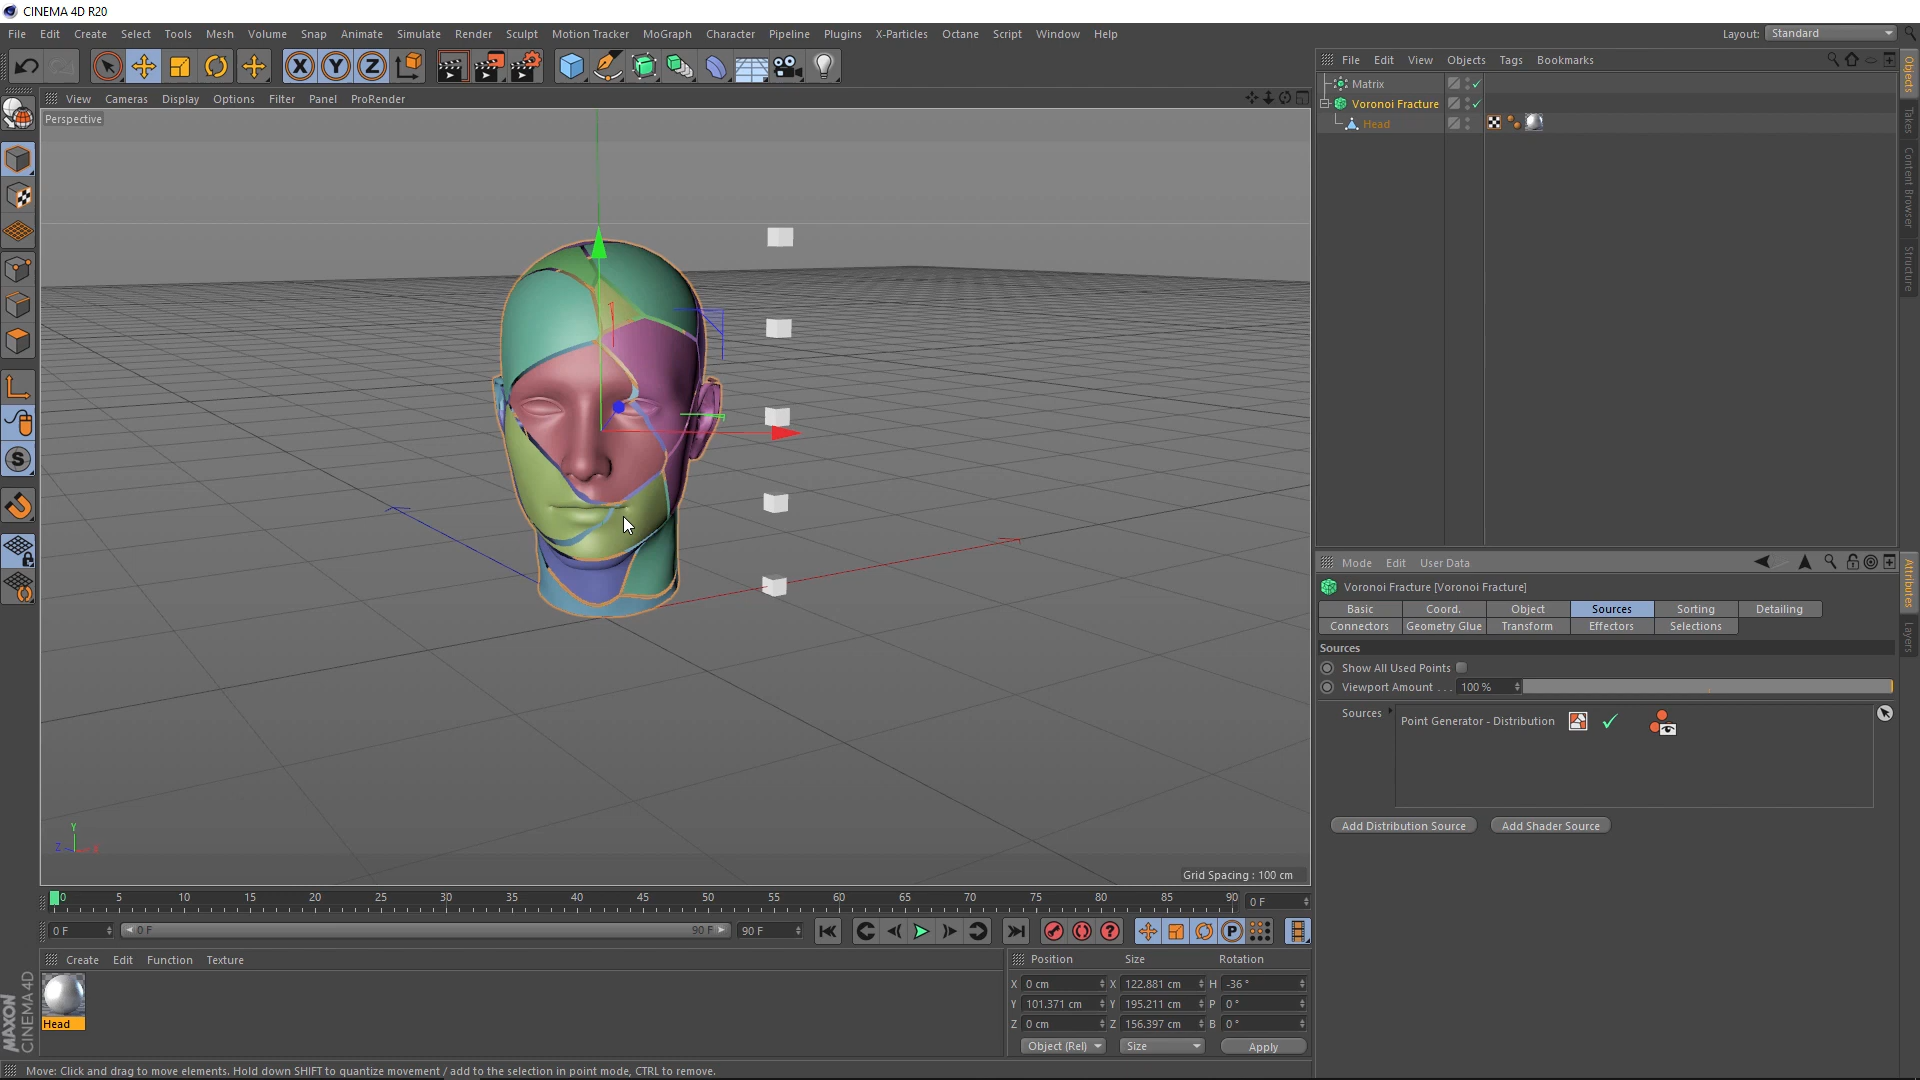 CINEMA 4D R20
File Edit Create Select Tools Mesh Volume Snap Animate Simulate Render Sculpt Motion Tracker MoGraph Character Pipeline Plugins X-Particles Octane Script Window Help
Layout: Standard
X Y Z
File Edit View Objects Tags Bookmarks
View Cameras Display Options Filter Panel ProRender
Perspective
Matrix
Voronoi Fracture
Head
Objects
Takes
Content Browser
Structure
S
Y
Z X
Grid Spacing : 100 cm
Mode Edit User Data
Voronoi Fracture [Voronoi Fracture]
Basic Coord. Object Sources Sorting Detailing
Connectors Geometry Glue Transform Effectors Selections
Sources
Show All Used Points
Viewport Amount . . . 100 %
Sources
Point Generator - Distribution
Add Distribution Source Add Shader Source
Attributes
Layers
0 5 10 15 20 25 30 35 40 45 50 55 60 65 70 75 80 85 90 0 F
0 F 0 F 90 F 90 F
P
Create Edit Function Texture
Head
MAXON
CINEMA 4D
Position Size Rotation
X 0 cm X 122.881 cm H -36 °
Y 101.371 cm Y 195.211 cm P 0 °
Z 0 cm Z 156.397 cm B 0 °
Object (Rel) Size Apply
Move: Click and drag to move elements. Hold down SHIFT to quantize movement / add to the selection in point mode, CTRL to remove.